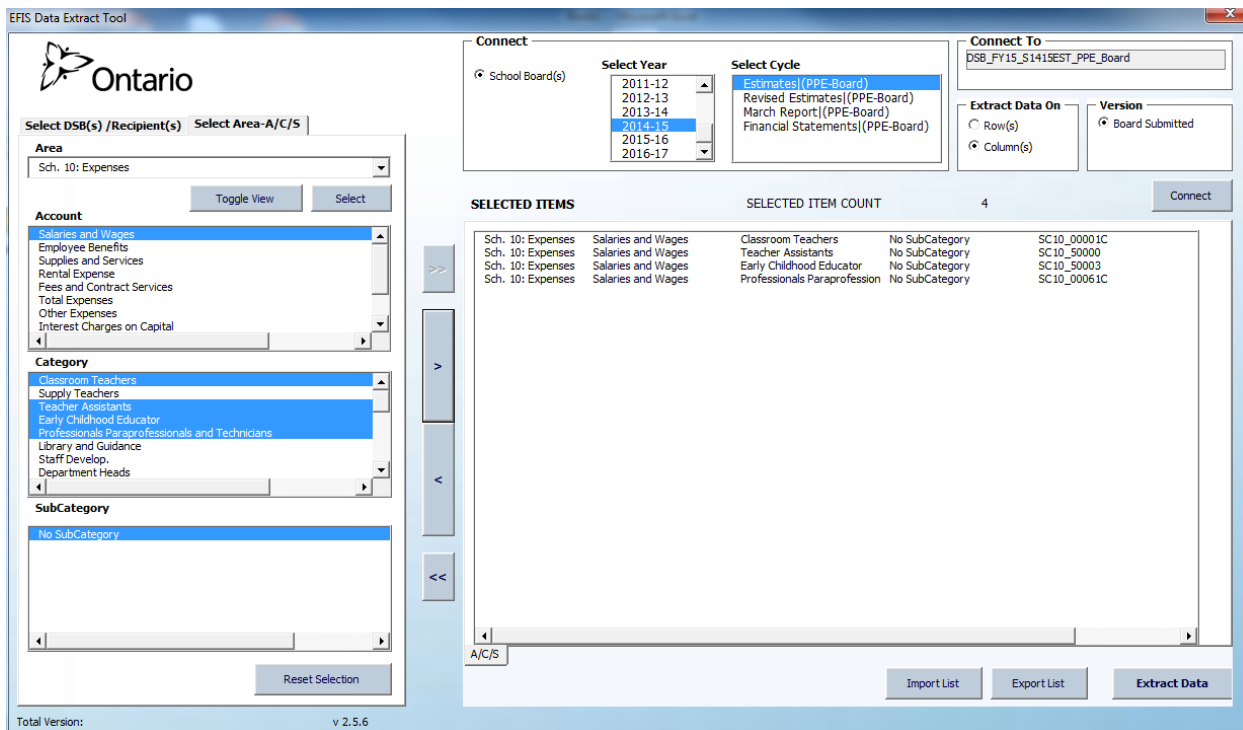 EFIS Data Extract Tool
Ontario
Select DSB(s) /Recipient(s)
Select Area-A/C/S
Area
Sch. 10: Expenses
Toggle View
Select
Account
Salaries and Wages
Employee Benefits
Supplies and Services
Rental Expense
Fees and Contract Services
Total Expenses
Other Expenses
Interest Charges on Capital
Category
Classroom Teachers
Supply Teachers
Teacher Assistants
Early Childhood Educator
Professionals Paraprofessionals and Technicians
Library and Guidance
Staff Develop.
Department Heads
SubCategory
No SubCategory
Reset Selection
Total Version:
v 2.5.6
>>
>
<
<<
Connect
School Board(s)
Select Year
2011-12
2012-13
2013-14
2014-15
2015-16
2016-17
Select Cycle
Estimates|(PPE-Board)
Revised Estimates|(PPE-Board)
March Report|(PPE-Board)
Financial Statements|(PPE-Board)
Connect To
DSB_FY15_S1415EST_PPE_Board
Extract Data On
Row(s)
Column(s)
Version
Board Submitted
Connect
SELECTED ITEMS SELECTED ITEM COUNT 4
Sch. 10: Expenses Salaries and Wages Classroom Teachers No SubCategory SC10_00001C
Sch. 10: Expenses Salaries and Wages Teacher Assistants No SubCategory SC10_50000
Sch. 10: Expenses Salaries and Wages Early Childhood Educator No SubCategory SC10_50003
Sch. 10: Expenses Salaries and Wages Professionals Paraprofession No SubCategory SC10_00061C
A/C/S
Import List
Export List
Extract Data